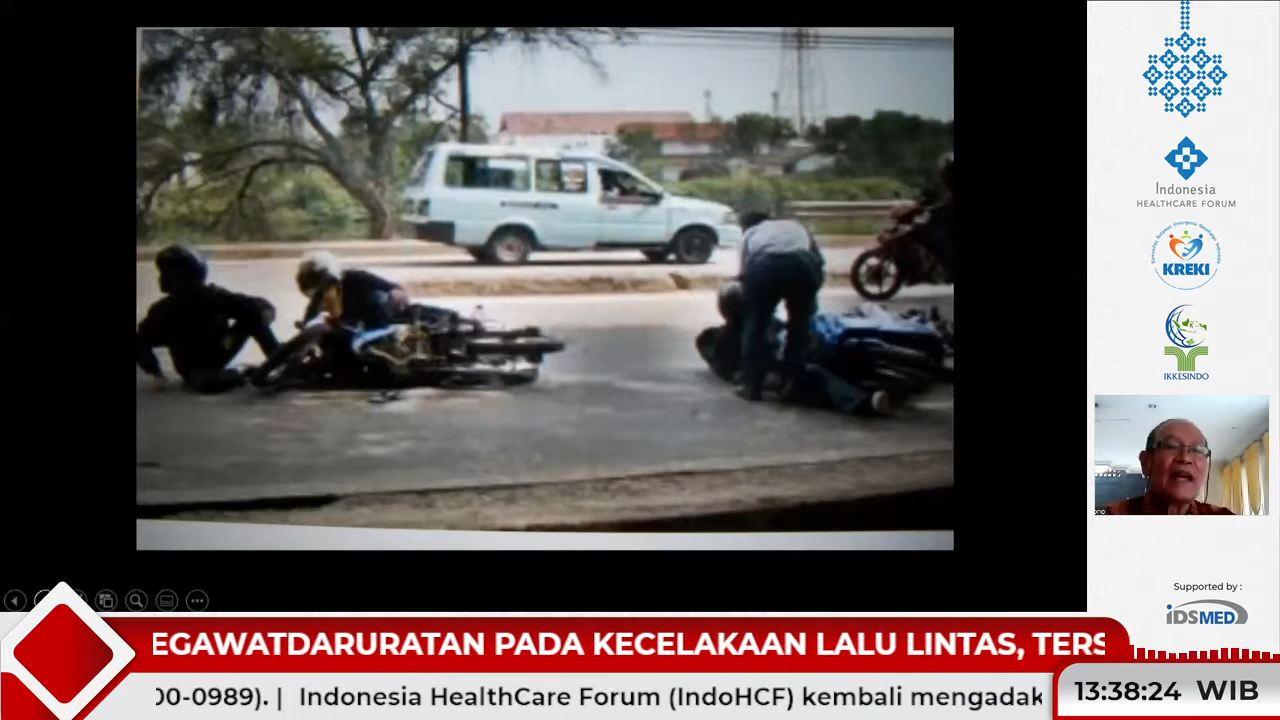 Indonesia
HEALTHCARE FORUM
KREKI
IKKESINDO
Supported by :
iDSMED
EGAWATDARURATAN PADA KECELAKAAN LALU LINTAS, TERS
00-0989). | Indonesia HealthCare Forum (IndoHCF) kembali mengadak
13:38:24 WIB